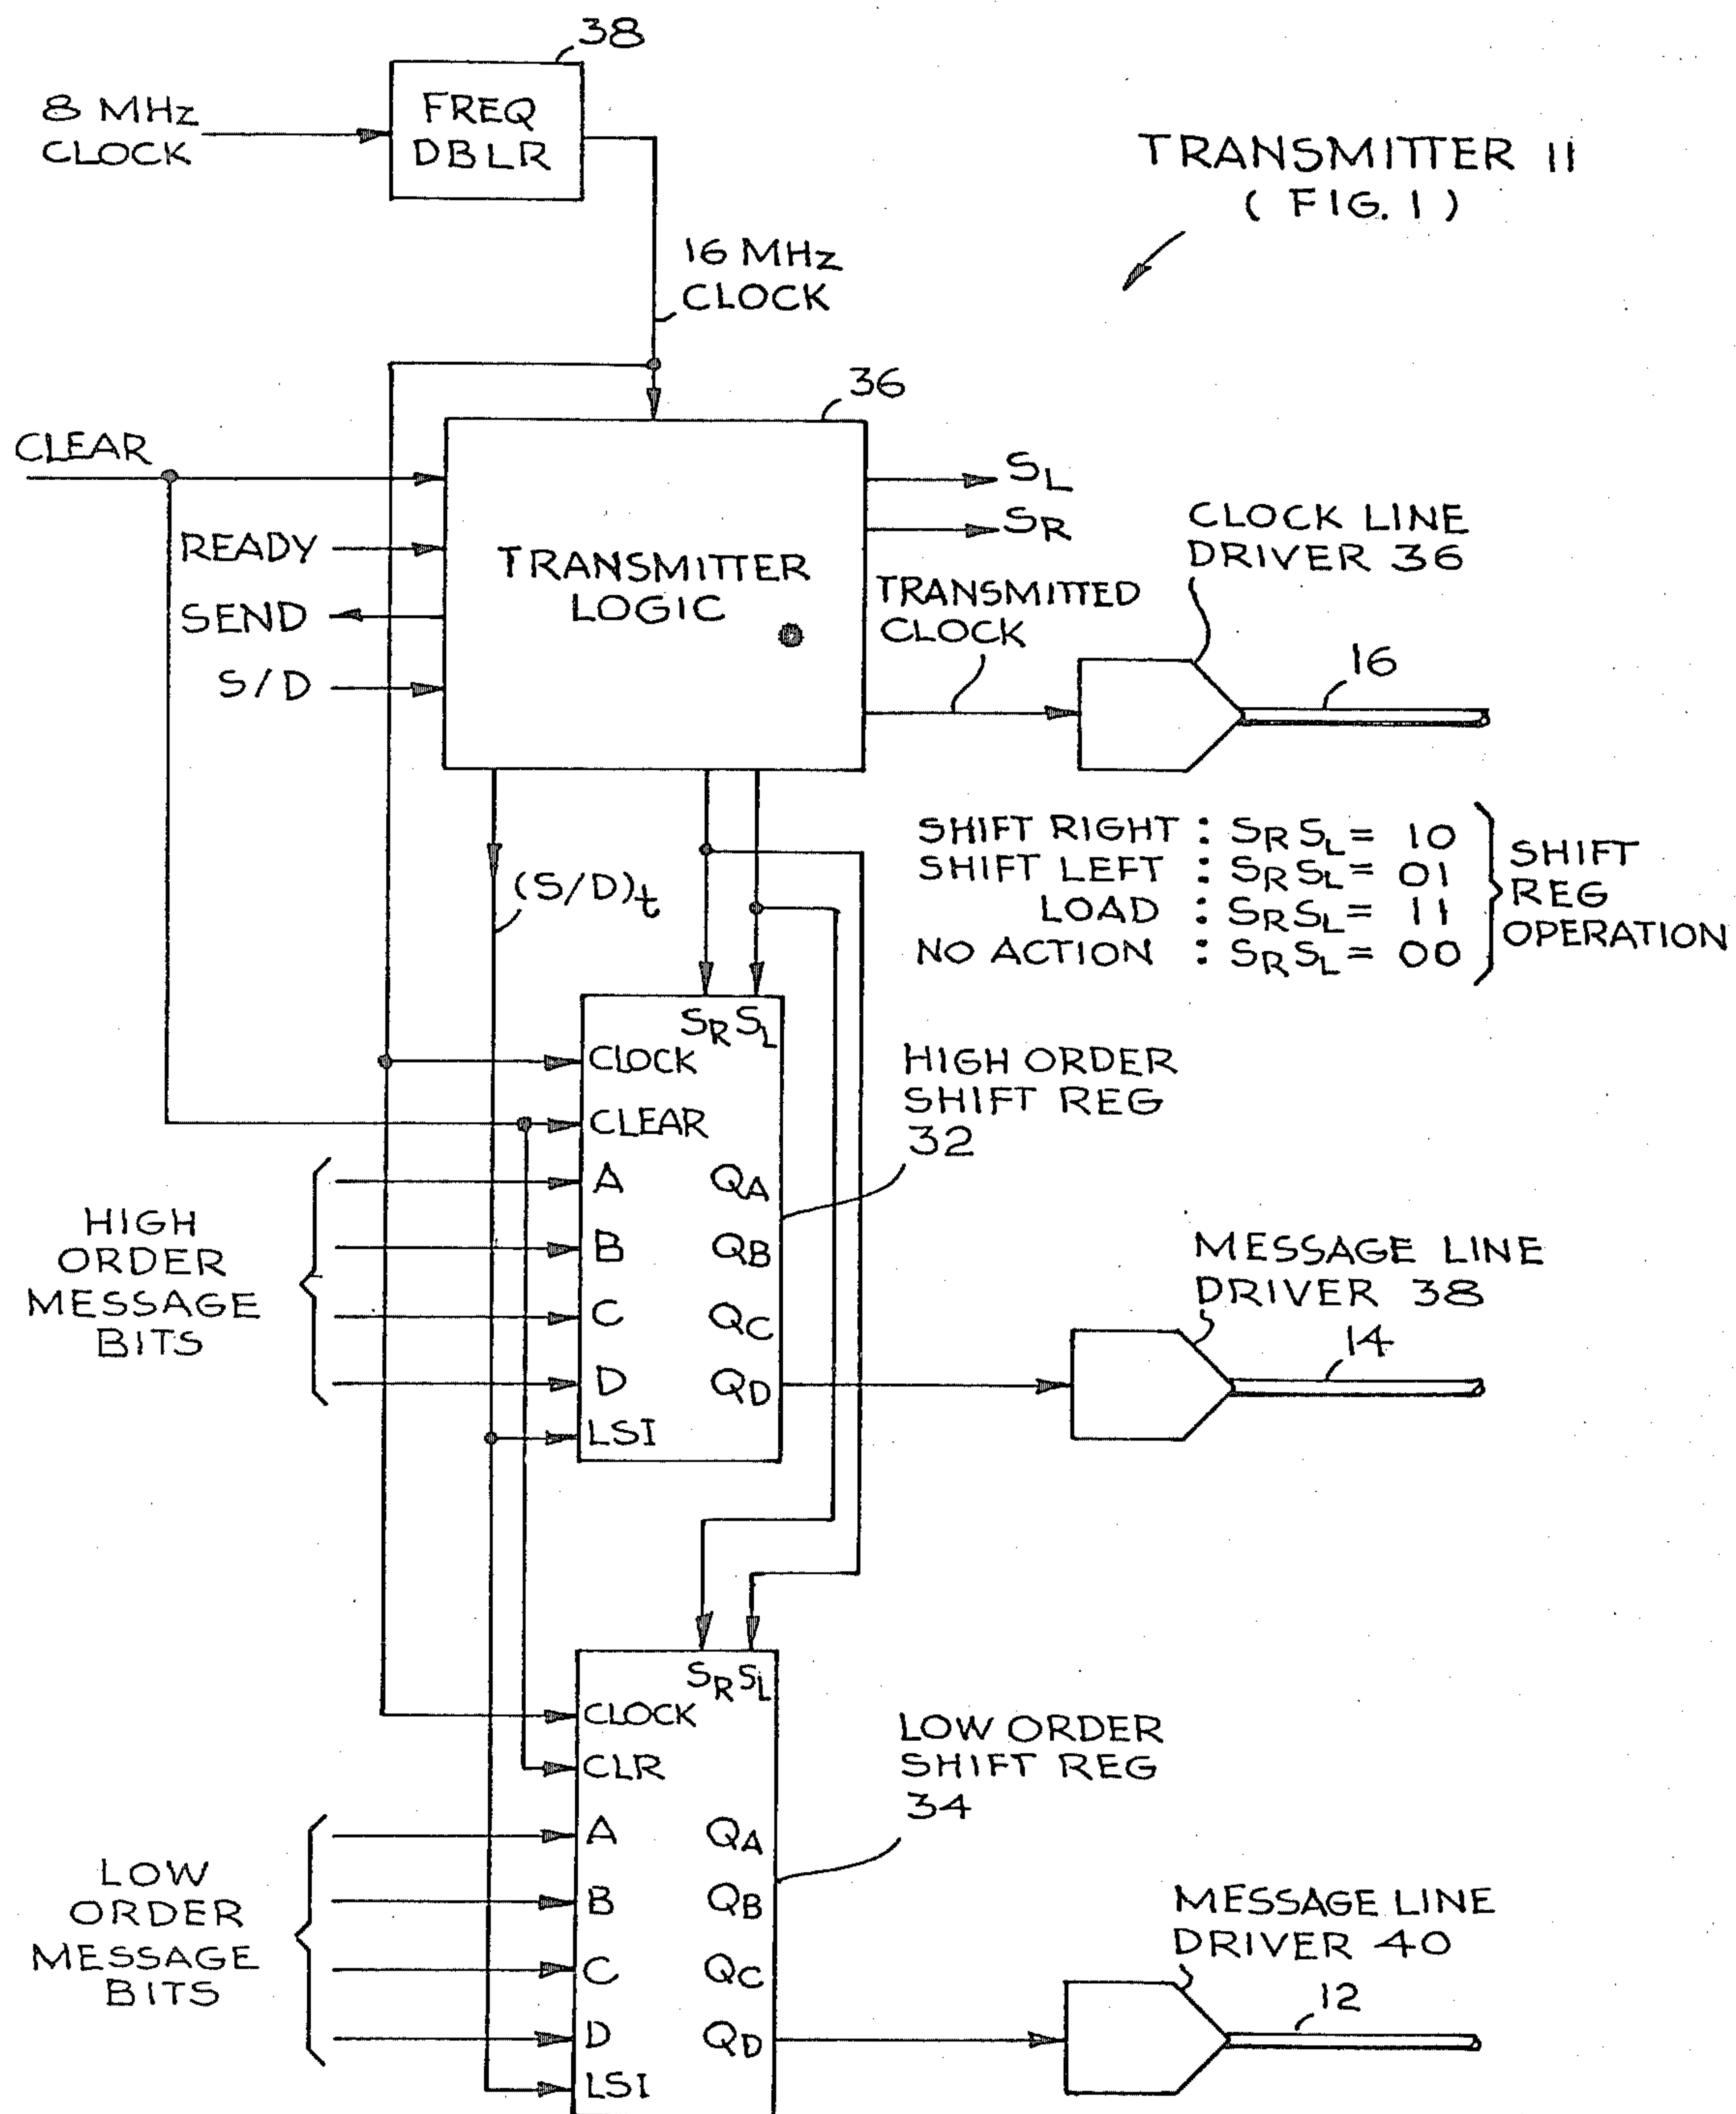 38
8 MHz
CLOCK
FREQ
DBLR
TRANSMITTER 11
( FIG. 1 )
16 MHz
CLOCK
36
CLEAR
READY
SEND
S/D
TRANSMITTER
LOGIC
SL
SR
TRANSMITTED
CLOCK
CLOCK LINE
DRIVER 36
16
(S/D)t
SHIFT RIGHT : SRSL = 10
SHIFT LEFT : SRSL = 01
LOAD : SRSL = 11
NO ACTION : SRSL = 00
SHIFT
REG
OPERATION
SR SL
CLOCK
CLEAR
A QA
B QB
C QC
D QD
LSI
HIGH ORDER
SHIFT REG
32
HIGH
ORDER
MESSAGE
BITS
MESSAGE LINE
DRIVER 38
14
SR SL
CLOCK
CLR
A QA
B QB
C QC
D QD
LSI
LOW ORDER
SHIFT REG
34
LOW
ORDER
MESSAGE
BITS
MESSAGE LINE
DRIVER 40
12